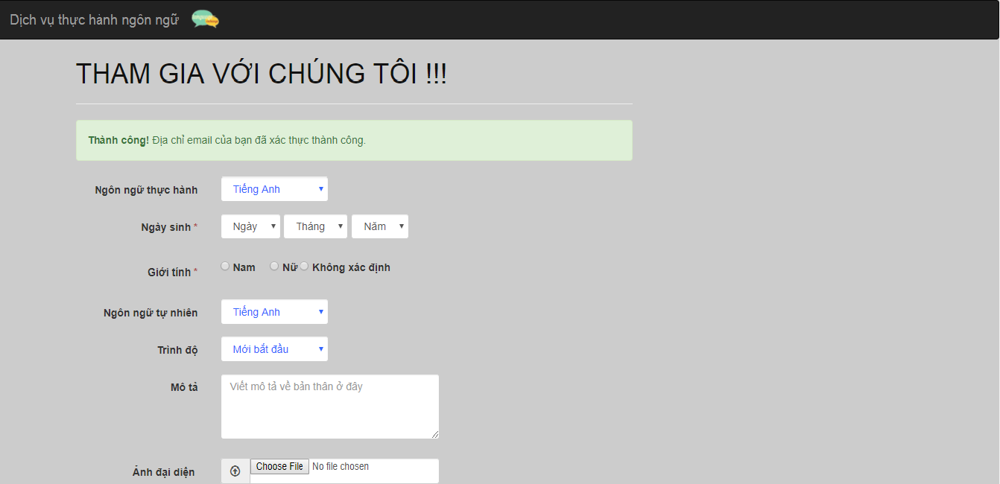 Dịch vụ thực hành ngôn ngữ
THAM GIA VỚI CHÚNG TÔI !!!
Thành công! Địa chỉ email của bạn đã xác thực thành công.
Ngôn ngữ thực hành Tiếng Anh
Ngày sinh * Ngày Tháng Năm
Giới tính * Nam Nữ Không xác định
Ngôn ngữ tự nhiên Tiếng Anh
Trình độ Mới bắt đầu
Mô tả Viết mô tả về bản thân ở đây
Ảnh đại diện Choose File No file chosen